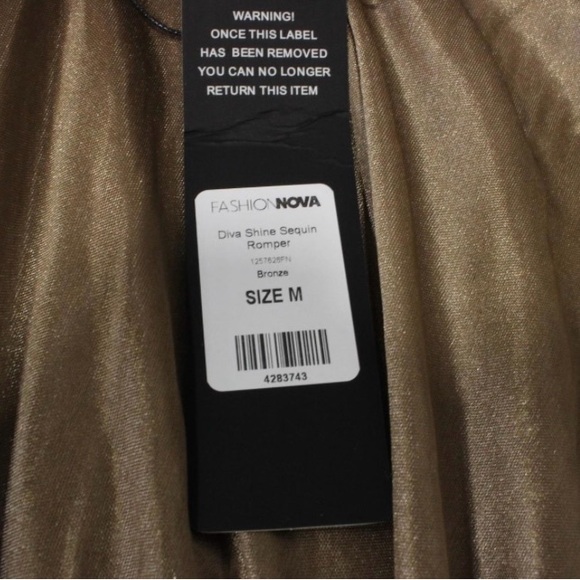 WARNING!
ONCE THIS LABEL
HAS BEEN REMOVED
YOU CAN NO LONGER
RETURN THIS ITEM
FASHIONNOVA
Diva Shine Sequin
Romper
1257626FN
Bronze
SIZE M
4283743